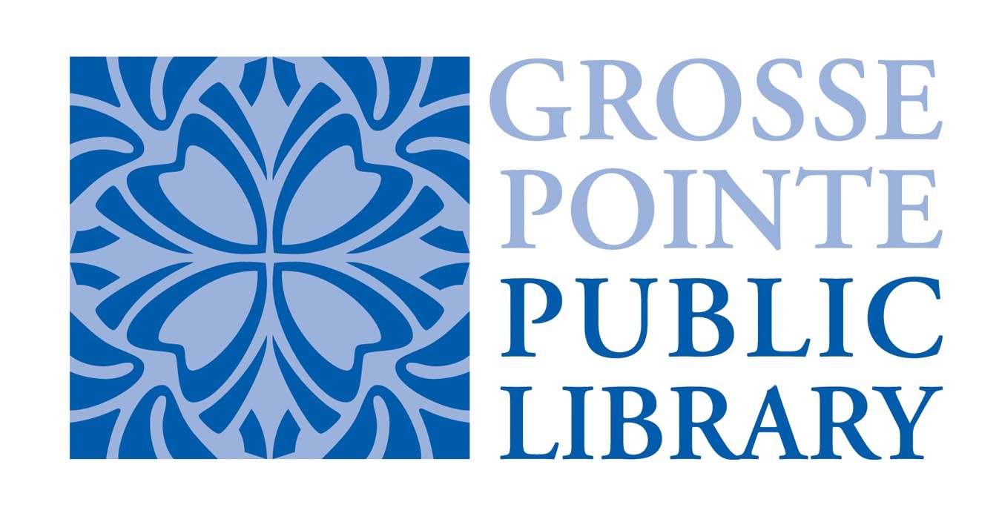 GROSSE
POINTE
PUBLIC
LIBRARY